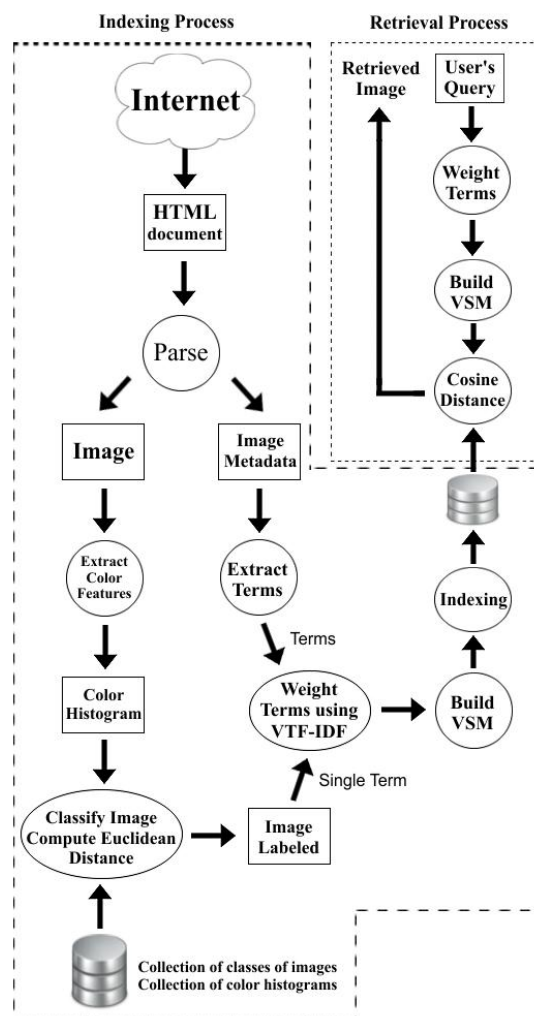 Indexing Process
Retrieval Process
Internet
HTML
document
Parse
Image
Image
Metadata
Extract
Color
Features
Extract
Terms
Terms
Color
Histogram
Weight
Terms using
VTF-IDF
Single Term
Classify Image
Compute Euclidean
Distance
Image
Labeled
Collection of classes of images
Collection of color histograms
Build
VSM
Indexing
Retrieved
Image
User's
Query
Weight
Terms
Build
VSM
Cosine
Distance